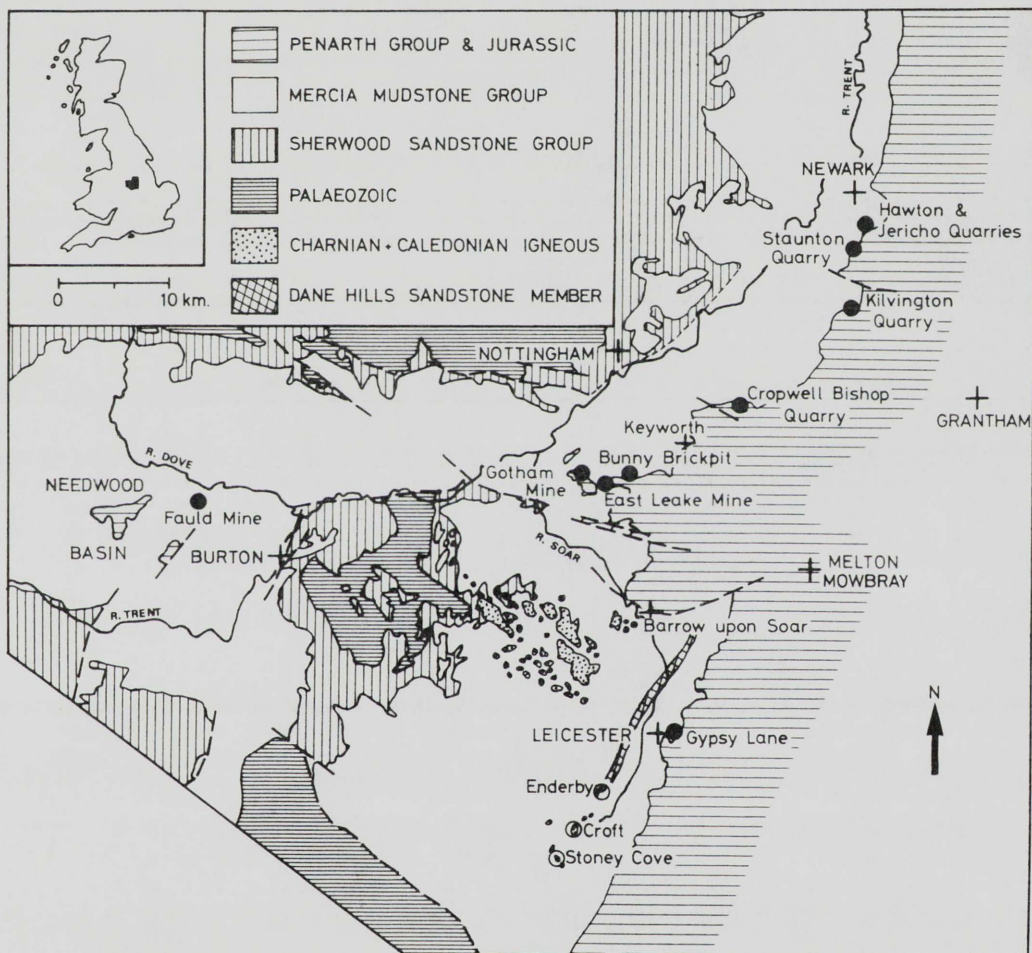 PENARTH GROUP & JURASSIC
MERCIA MUDSTONE GROUP
SHERWOOD SANDSTONE GROUP
PALAEOZOIC
CHARNIAN + CALEDONIAN IGNEOUS
DANE HILLS SANDSTONE MEMBER
0 10 km.
R. TRENT
NEWARK
Hawton &
Jericho Quarries
Staunton
Quarry
Kilvington
Quarry
NOTTINGHAM
Cropwell Bishop
Quarry
GRANTHAM
Keyworth
Bunny Brickpit
Gotham
Mine
East Leake Mine
R. DOVE
NEEDWOOD
BASIN
Fauld Mine
BURTON
R. TRENT
R. SOAR
MELTON
MOWBRAY
Barrow upon Soar
N
LEICESTER
Gypsy Lane
Enderby
Croft
Stoney Cove